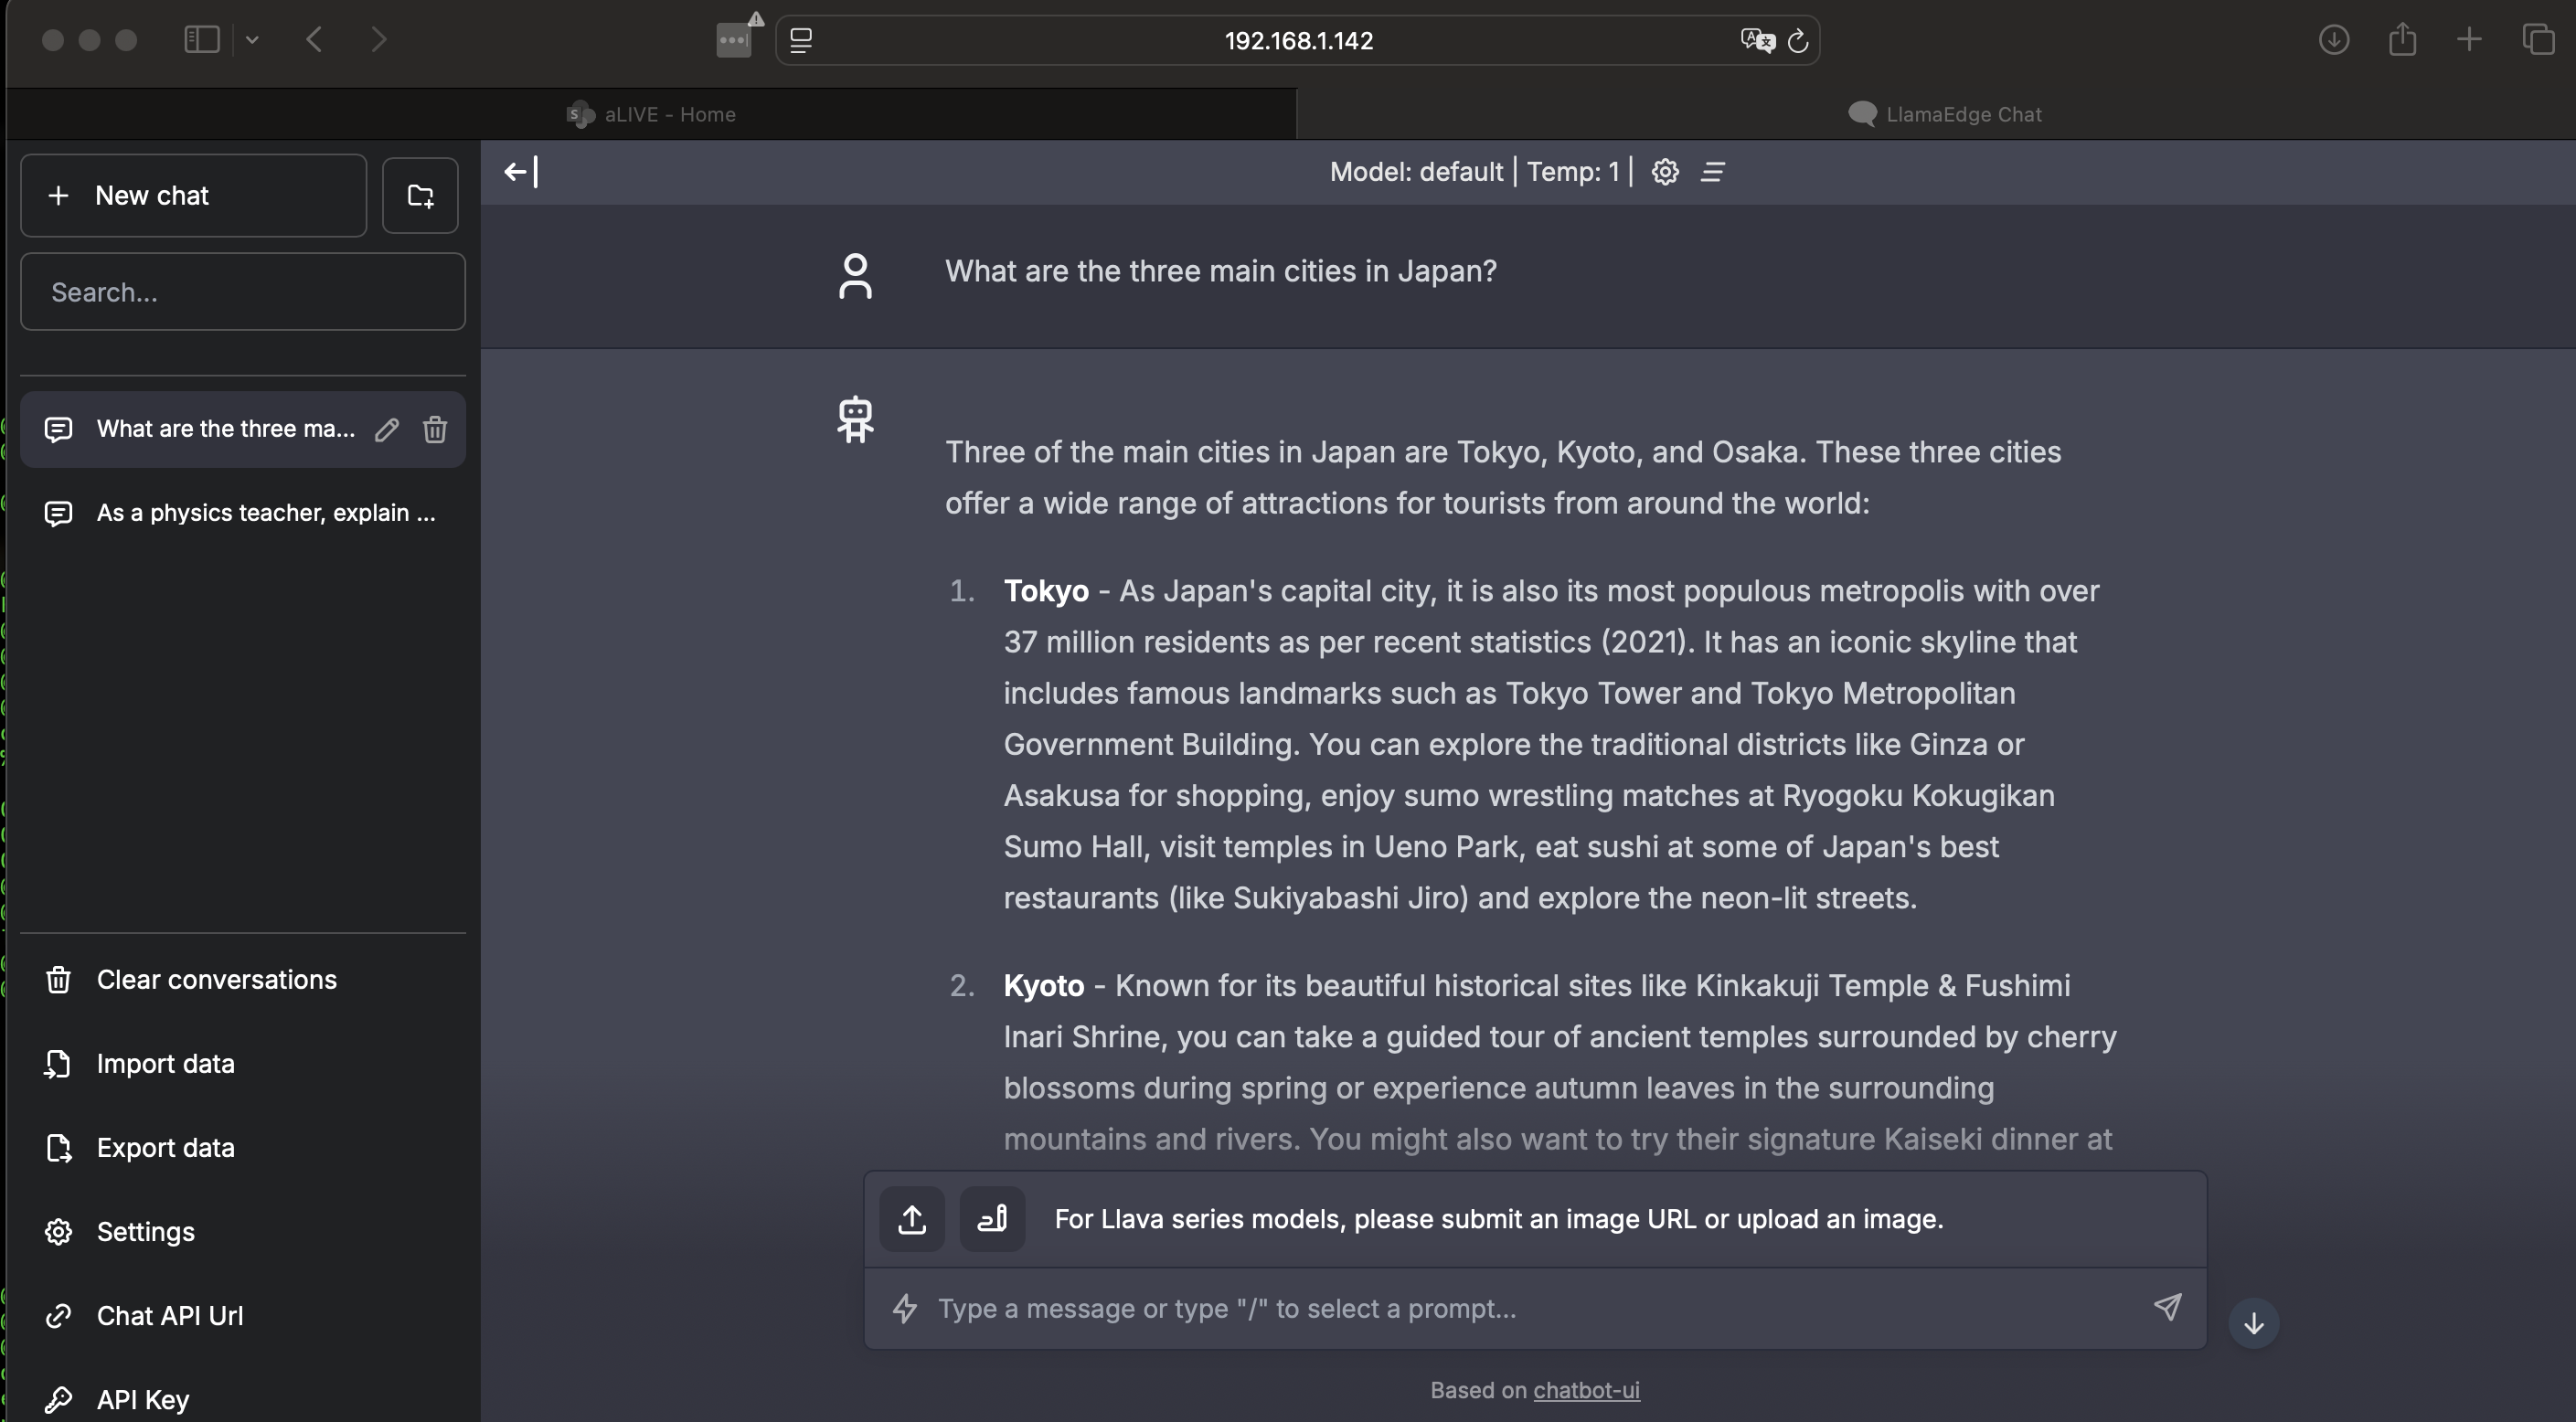 192.168.1.142
aLIVE - Home
LlamaEdge Chat
New chat
Search...
What are the three ma...
As a physics teacher, explain ...
Clear conversations
Import data
Export data
Settings
Chat API Url
API Key
Model: default | Temp: 1 |
What are the three main cities in Japan?
Three of the main cities in Japan are Tokyo, Kyoto, and Osaka. These three cities
offer a wide range of attractions for tourists from around the world:
1. Tokyo - As Japan's capital city, it is also its most populous metropolis with over
37 million residents as per recent statistics (2021). It has an iconic skyline that
includes famous landmarks such as Tokyo Tower and Tokyo Metropolitan
Government Building. You can explore the traditional districts like Ginza or
Asakusa for shopping, enjoy sumo wrestling matches at Ryogoku Kokugikan
Sumo Hall, visit temples in Ueno Park, eat sushi at some of Japan's best
restaurants (like Sukiyabashi Jiro) and explore the neon-lit streets.
2. Kyoto - Known for its beautiful historical sites like Kinkakuji Temple & Fushimi
Inari Shrine, you can take a guided tour of ancient temples surrounded by cherry
blossoms during spring or experience autumn leaves in the surrounding
mountains and rivers. You might also want to try their signature Kaiseki dinner at
For Llava series models, please submit an image URL or upload an image.
Type a message or type "/" to select a prompt...
Based on chatbot-ui